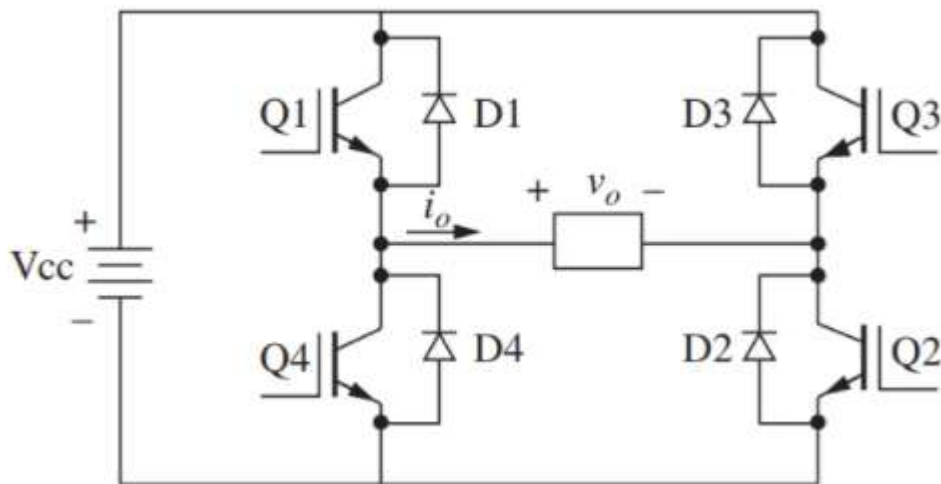 Q1
D1
D3
Q3
+
v_o
−
i_o
+
Vcc
−
Q4
D4
D2
Q2